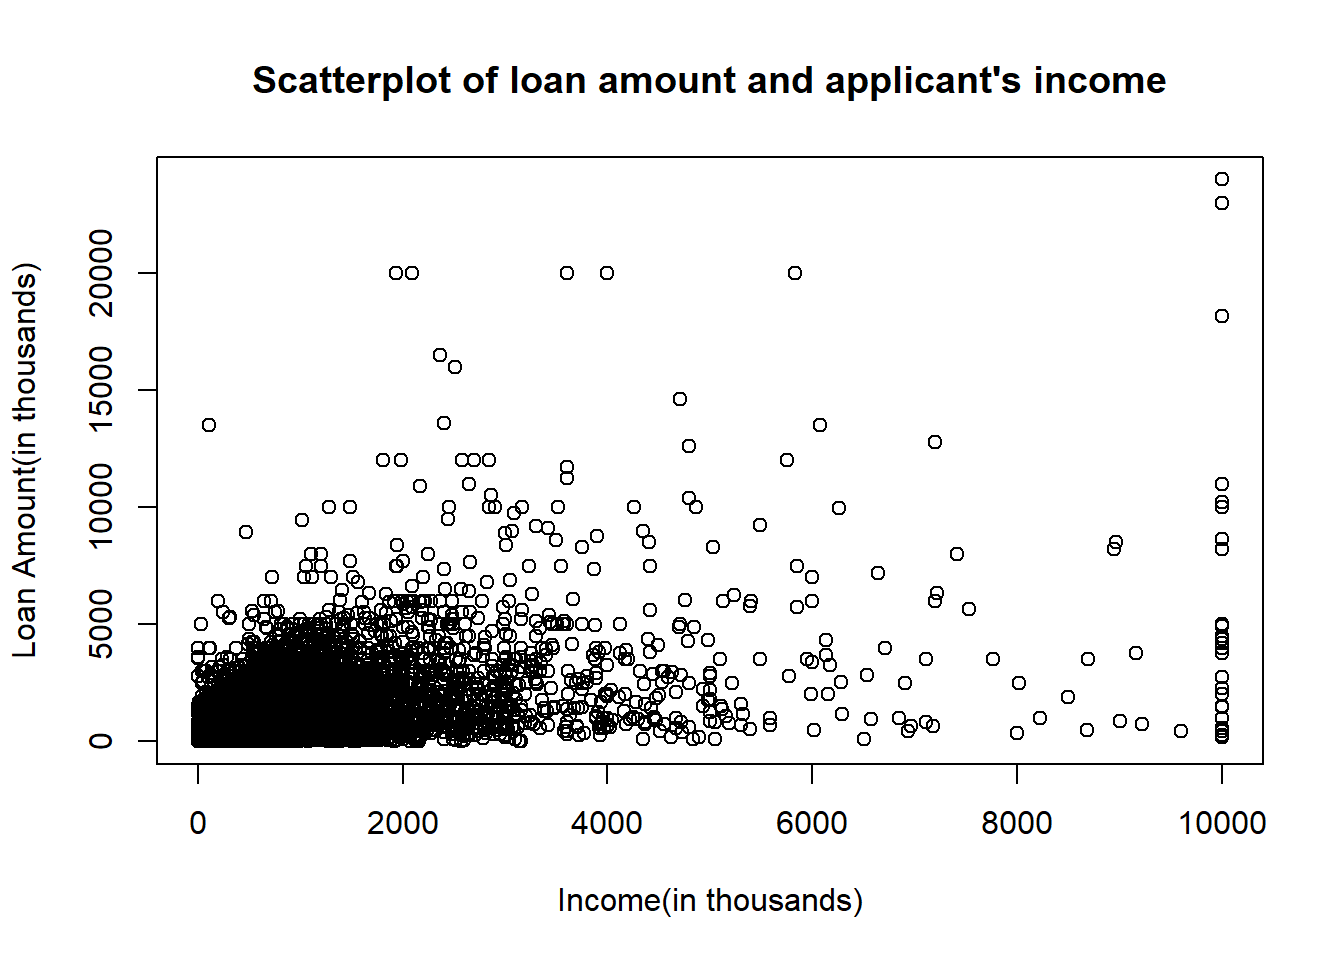 Scatterplot of loan amount and applicant's income
Loan Amount(in thousands)
20000
15000
10000
5000
0
0 2000 4000 6000 8000 10000
Income(in thousands)